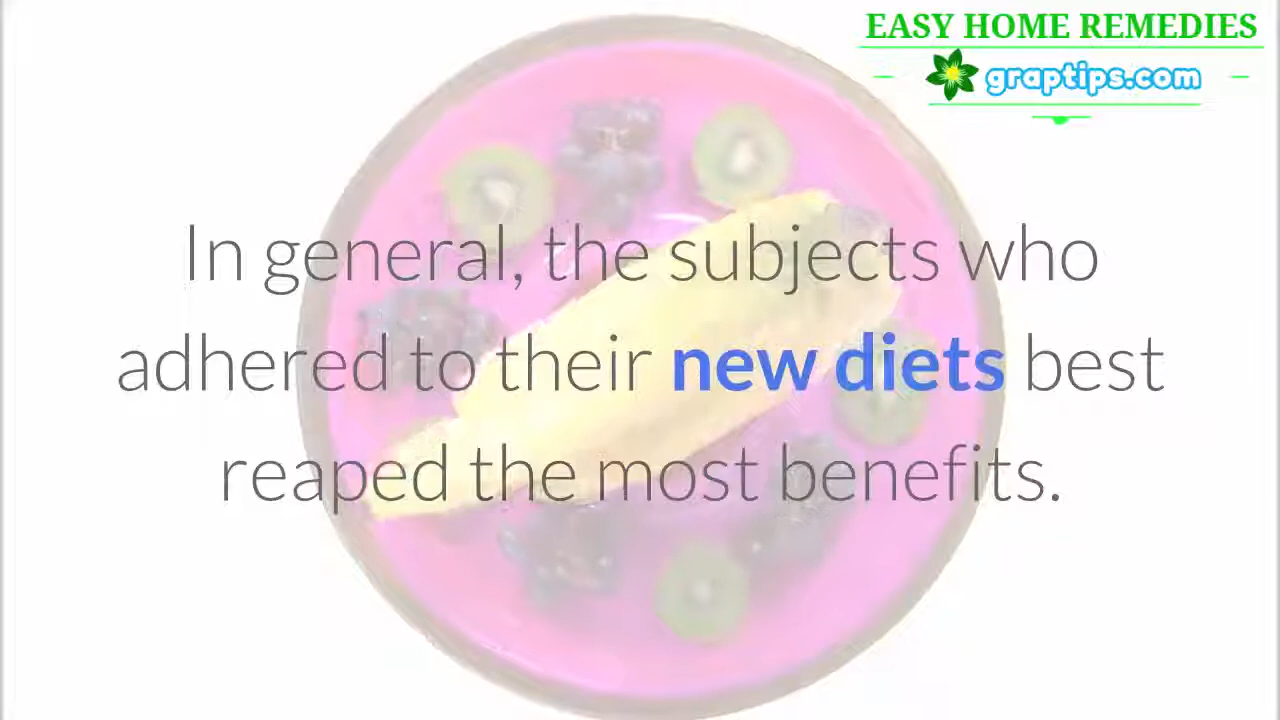 EASY HOME REMEDIES
graptips.com
In general, the subjects who
adhered to their new diets best
reaped the most benefits.